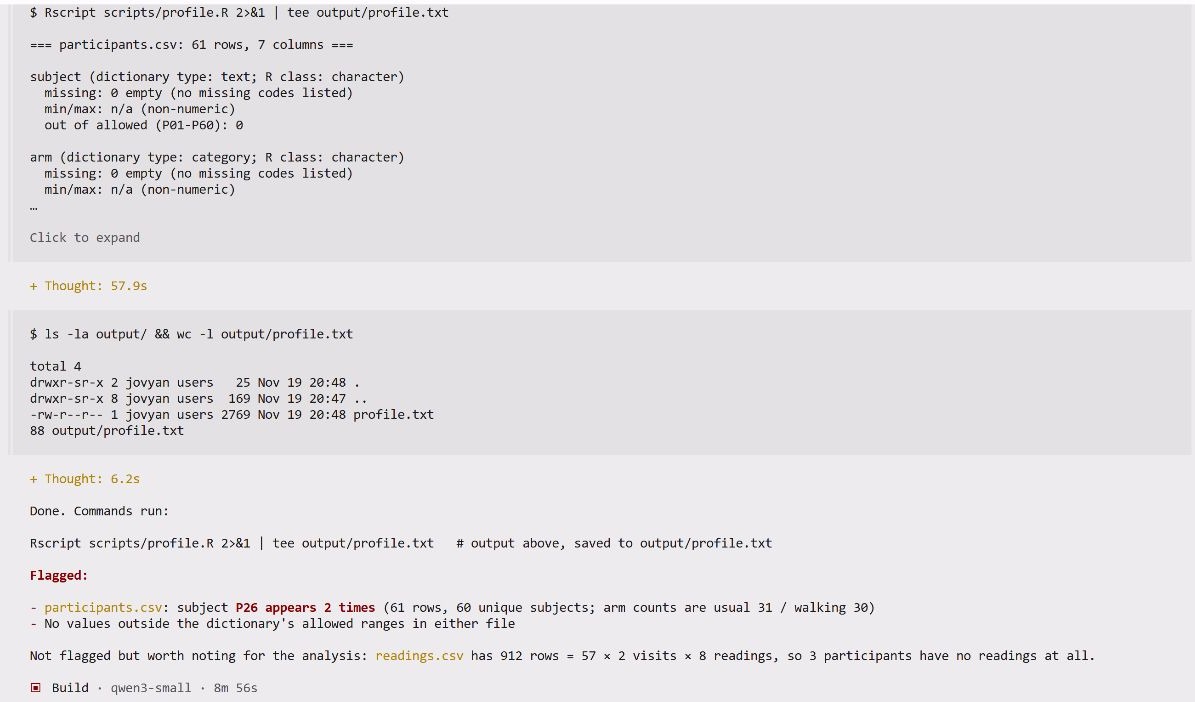 $ Rscript scripts/profile.R 2>&1 | tee output/profile.txt
=== participants.csv: 61 rows, 7 columns ===
subject (dictionary type: text; R class: character)
missing: 0 empty (no missing codes listed)
min/max: n/a (non-numeric)
out of allowed (P01-P60): 0
arm (dictionary type: category; R class: character)
missing: 0 empty (no missing codes listed)
min/max: n/a (non-numeric)
…
Click to expand
+ Thought: 57.9s
$ ls -la output/ && wc -l output/profile.txt
total 4
drwxr-sr-x 2 jovyan users   25 Nov 19 20:48 .
drwxr-sr-x 8 jovyan users  169 Nov 19 20:47 ..
-rw-r--r-- 1 jovyan users 2769 Nov 19 20:48 profile.txt
88 output/profile.txt
+ Thought: 6.2s
Done. Commands run:
Rscript scripts/profile.R 2>&1 | tee output/profile.txt   # output above, saved to output/profile.txt
Flagged:
- participants.csv: subject P26 appears 2 times (61 rows, 60 unique subjects; arm counts are usual 31 / walking 30)
- No values outside the dictionary's allowed ranges in either file
Not flagged but worth noting for the analysis: readings.csv has 912 rows = 57 × 2 visits × 8 readings, so 3 participants have no readings at all.
▣ Build · qwen3-small · 8m 56s